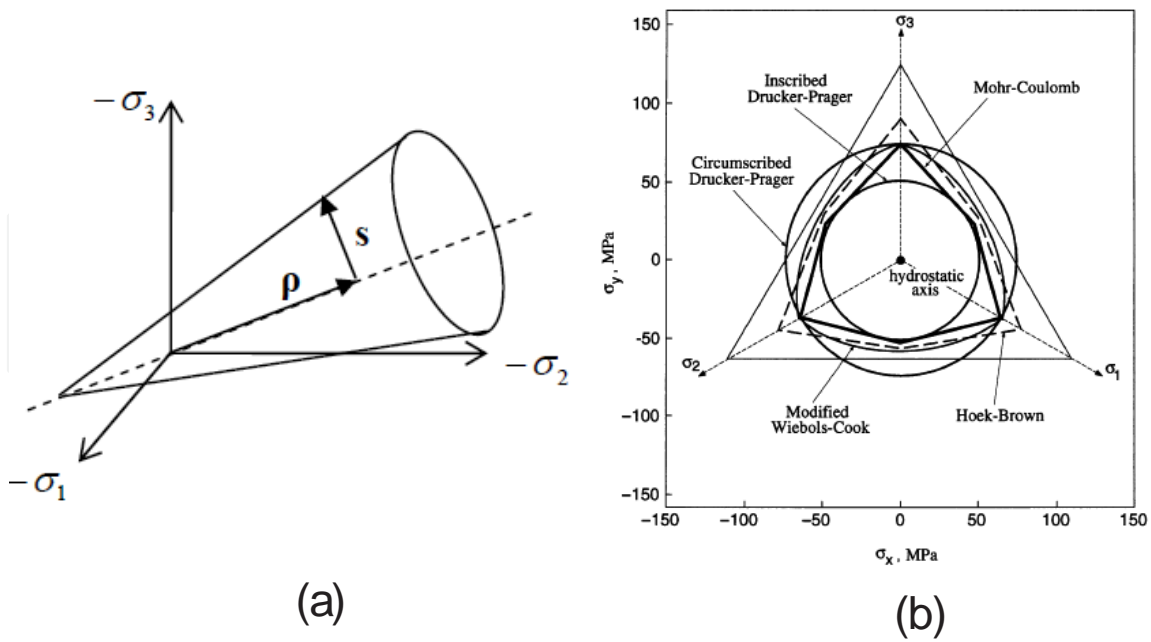 −σ₃
s
ρ
−σ₂
−σ₁
(a)
150
100
50
0
−50
−100
−150
σy , MPa
−150
−100
−50
0
50
100
150
σx , MPa
σ₃
Inscribed
Drucker-Prager
Mohr-Coulomb
Circumscribed
Drucker-Prager
hydrostatic
axis
σ₂
σ₁
Modified
Wiebols-Cook
Hoek-Brown
(b)